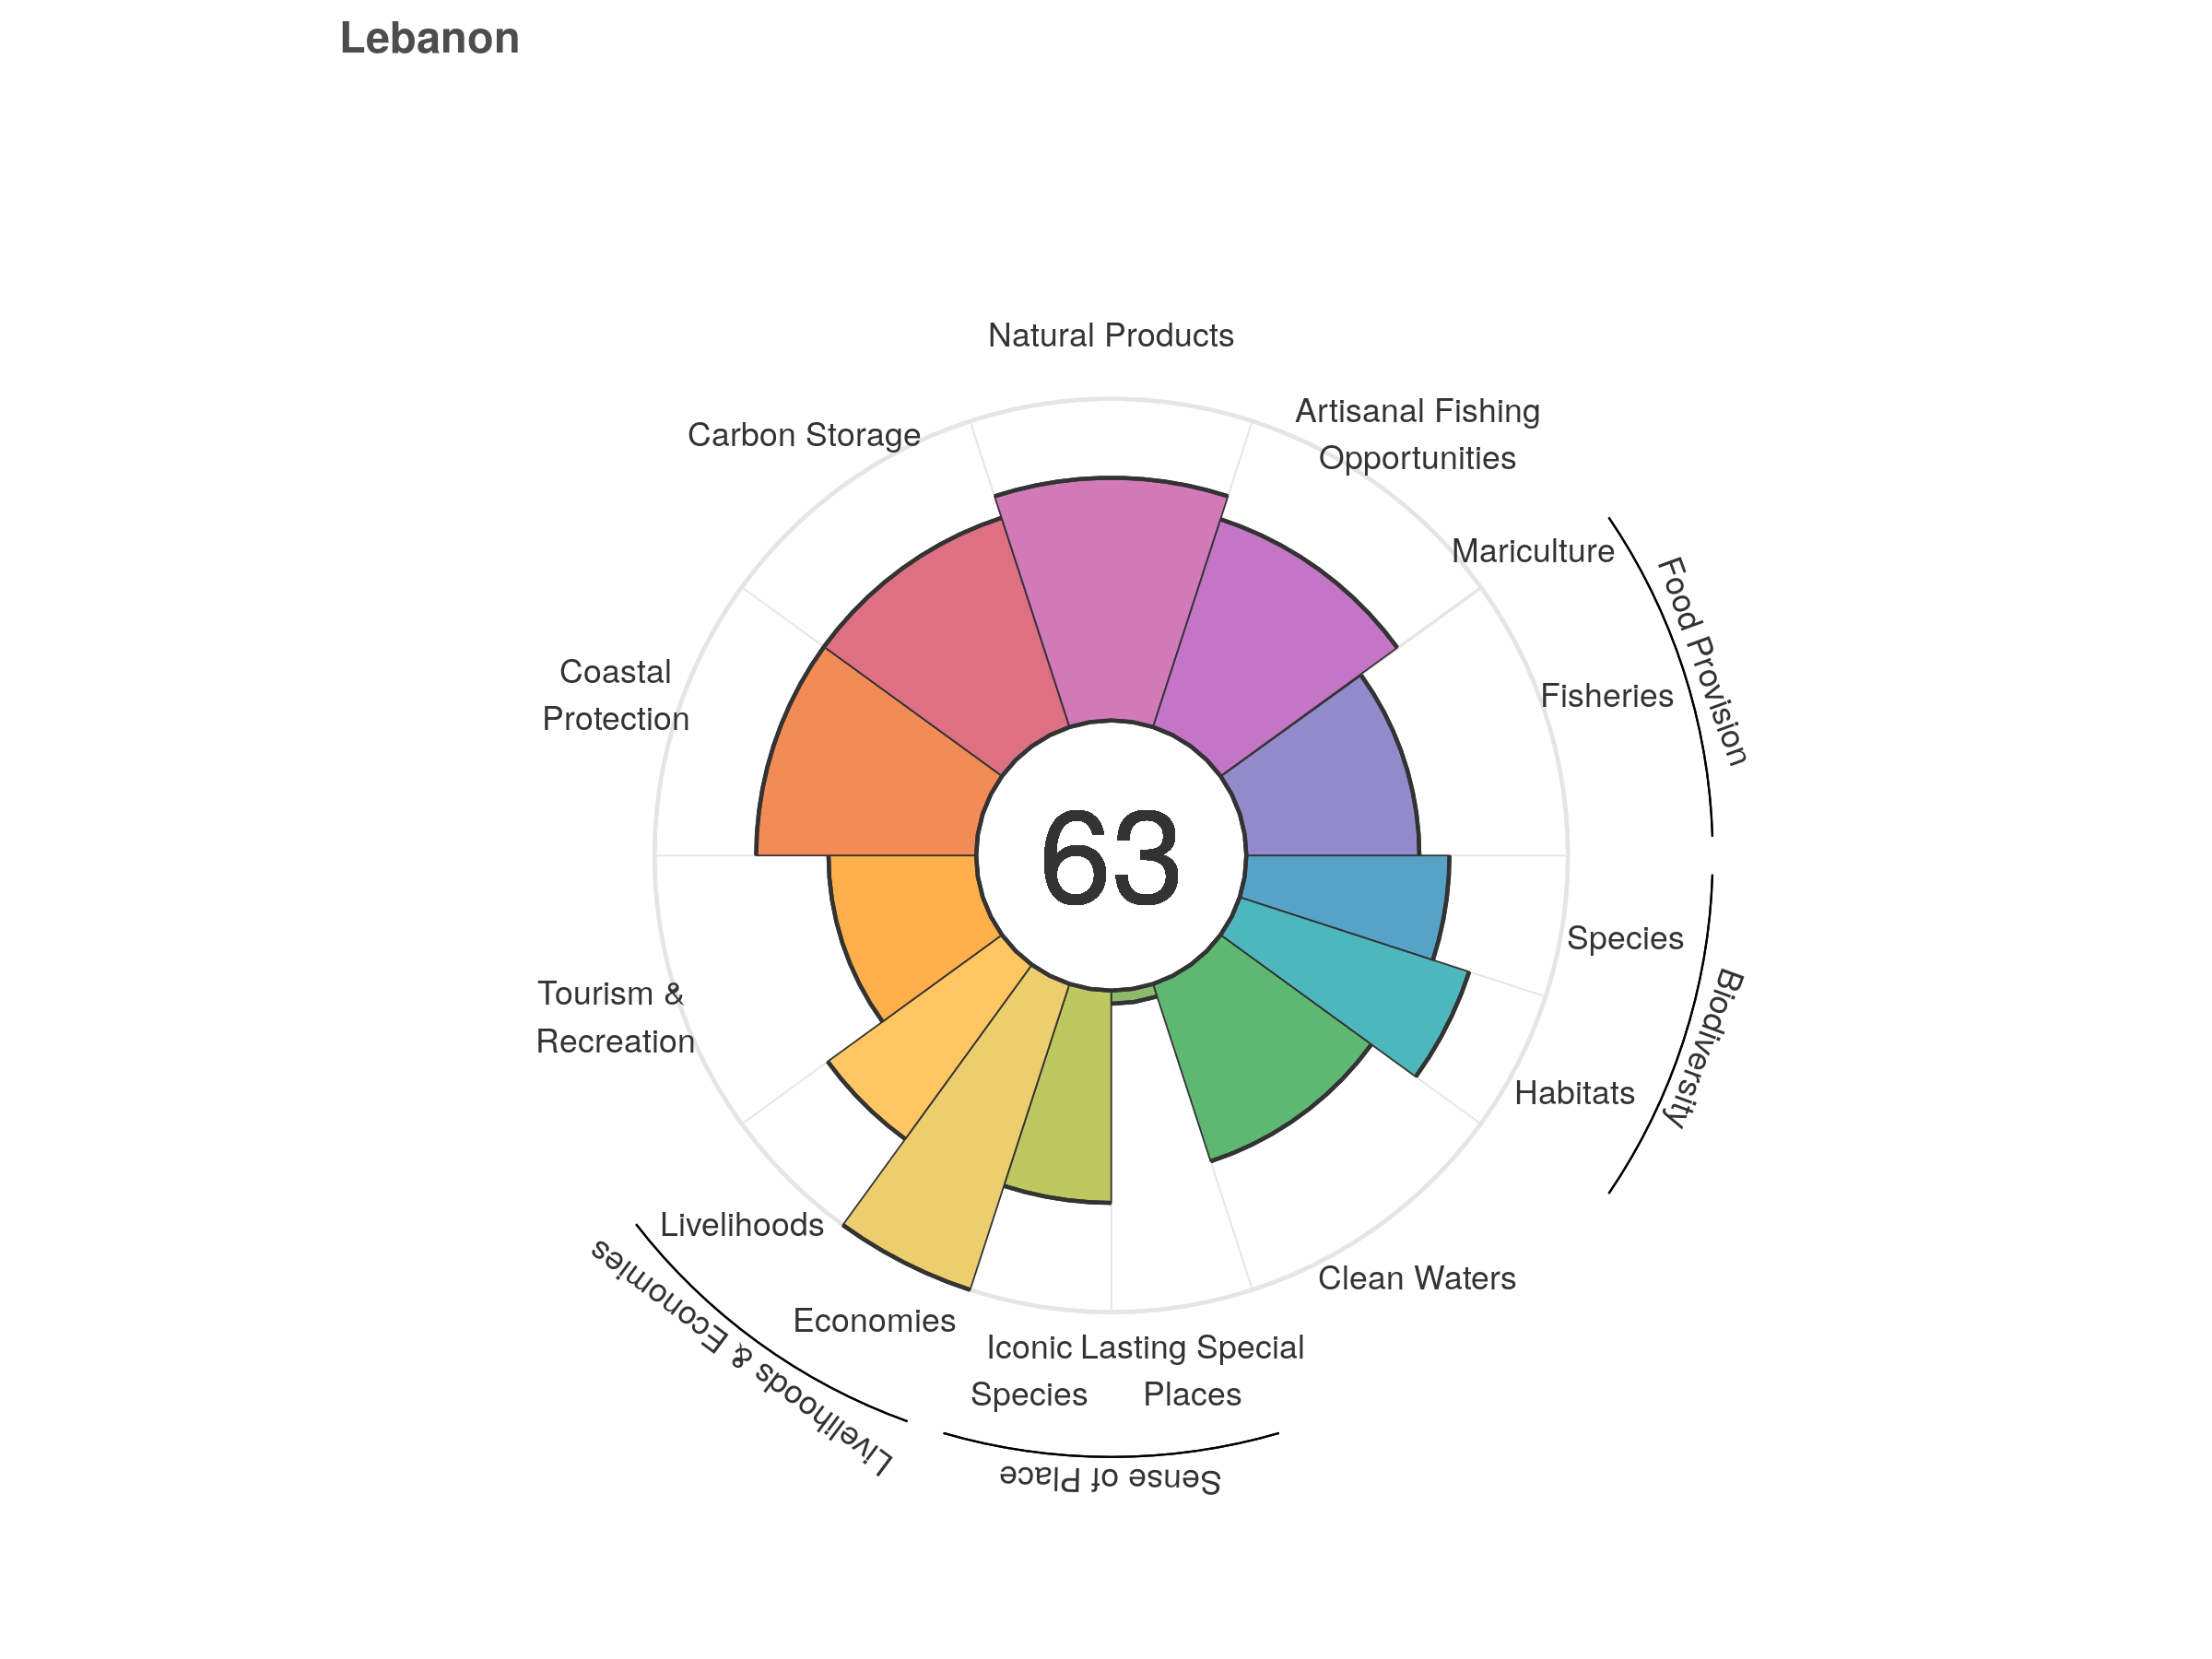 Lebanon
Natural Products
Artisanal Fishing
Opportunities
Carbon Storage
Mariculture
Food Provision
Fisheries
Coastal
Protection
63
Species
Biodiversity
Tourism &
Recreation
Habitats
Livelihoods
Livelihoods & Economies
Clean Waters
Economies
Iconic
Species
Lasting Special
Places
Sense of Place